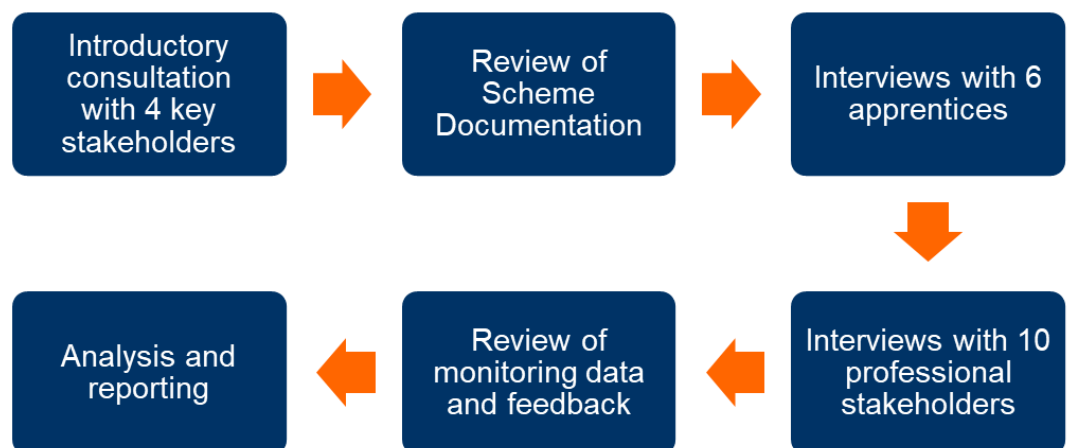 Introductory
consultation
with 4 key
stakeholders
Review of
Scheme
Documentation
Interviews with 6
apprentices
Interviews with 10
professional
stakeholders
Review of
monitoring data
and feedback
Analysis and
reporting